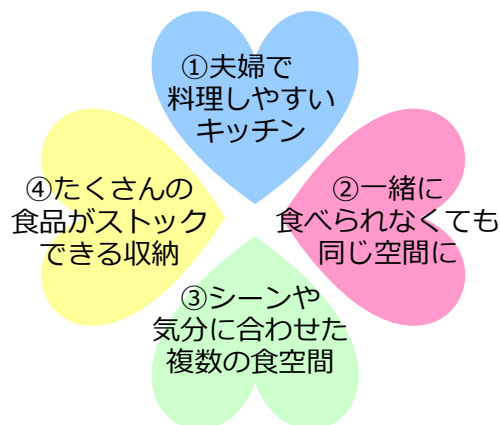 ①夫婦で
料理しやすい
キッチン
②一緒に
食べられなくても
同じ空間に
③シーンや
気分に合わせた
複数の食空間
④たくさんの
食品がストック
できる収納